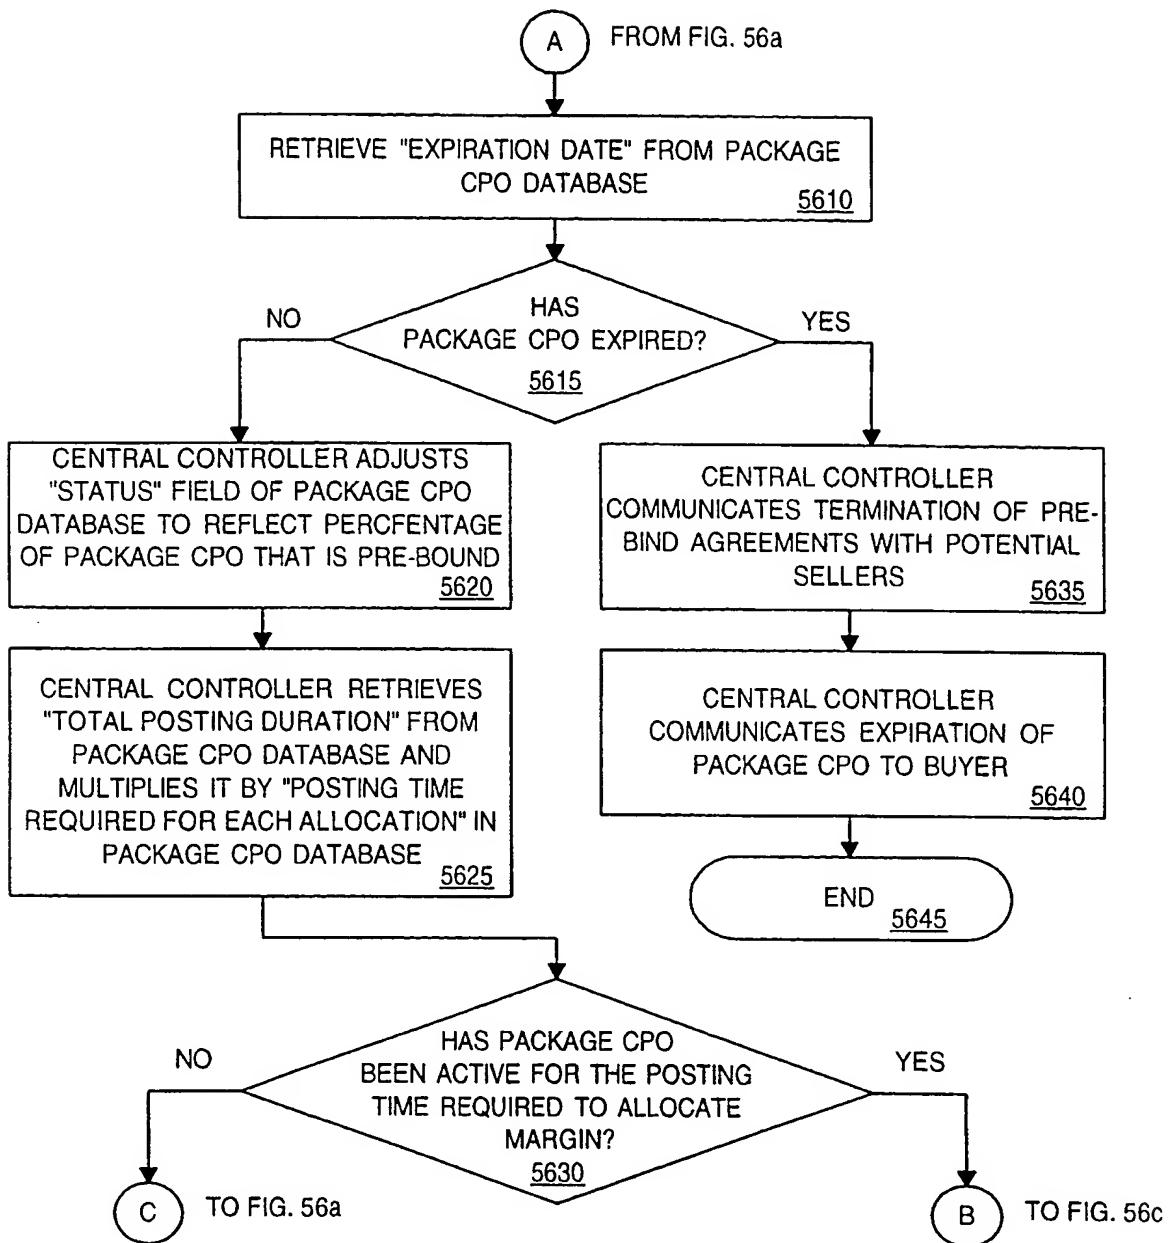 A
FROM FIG. 56a
RETRIEVE "EXPIRATION DATE" FROM PACKAGE
CPO DATABASE
5610
HAS
PACKAGE CPO EXPIRED?
5615
NO
YES
CENTRAL CONTROLLER ADJUSTS
"STATUS" FIELD OF PACKAGE CPO
DATABASE TO REFLECT PERCFENTAGE
OF PACKAGE CPO THAT IS PRE-BOUND
5620
CENTRAL CONTROLLER
COMMUNICATES TERMINATION OF PRE-
BIND AGREEMENTS WITH POTENTIAL
SELLERS
5635
CENTRAL CONTROLLER RETRIEVES
"TOTAL POSTING DURATION" FROM
PACKAGE CPO DATABASE AND
MULTIPLIES IT BY "POSTING TIME
REQUIRED FOR EACH ALLOCATION" IN
PACKAGE CPO DATABASE
5625
CENTRAL CONTROLLER
COMMUNICATES EXPIRATION OF
PACKAGE CPO TO BUYER
5640
END
5645
HAS PACKAGE CPO
BEEN ACTIVE FOR THE POSTING
TIME REQUIRED TO ALLOCATE
MARGIN?
5630
NO
YES
C
TO FIG. 56a
B
TO FIG. 56c